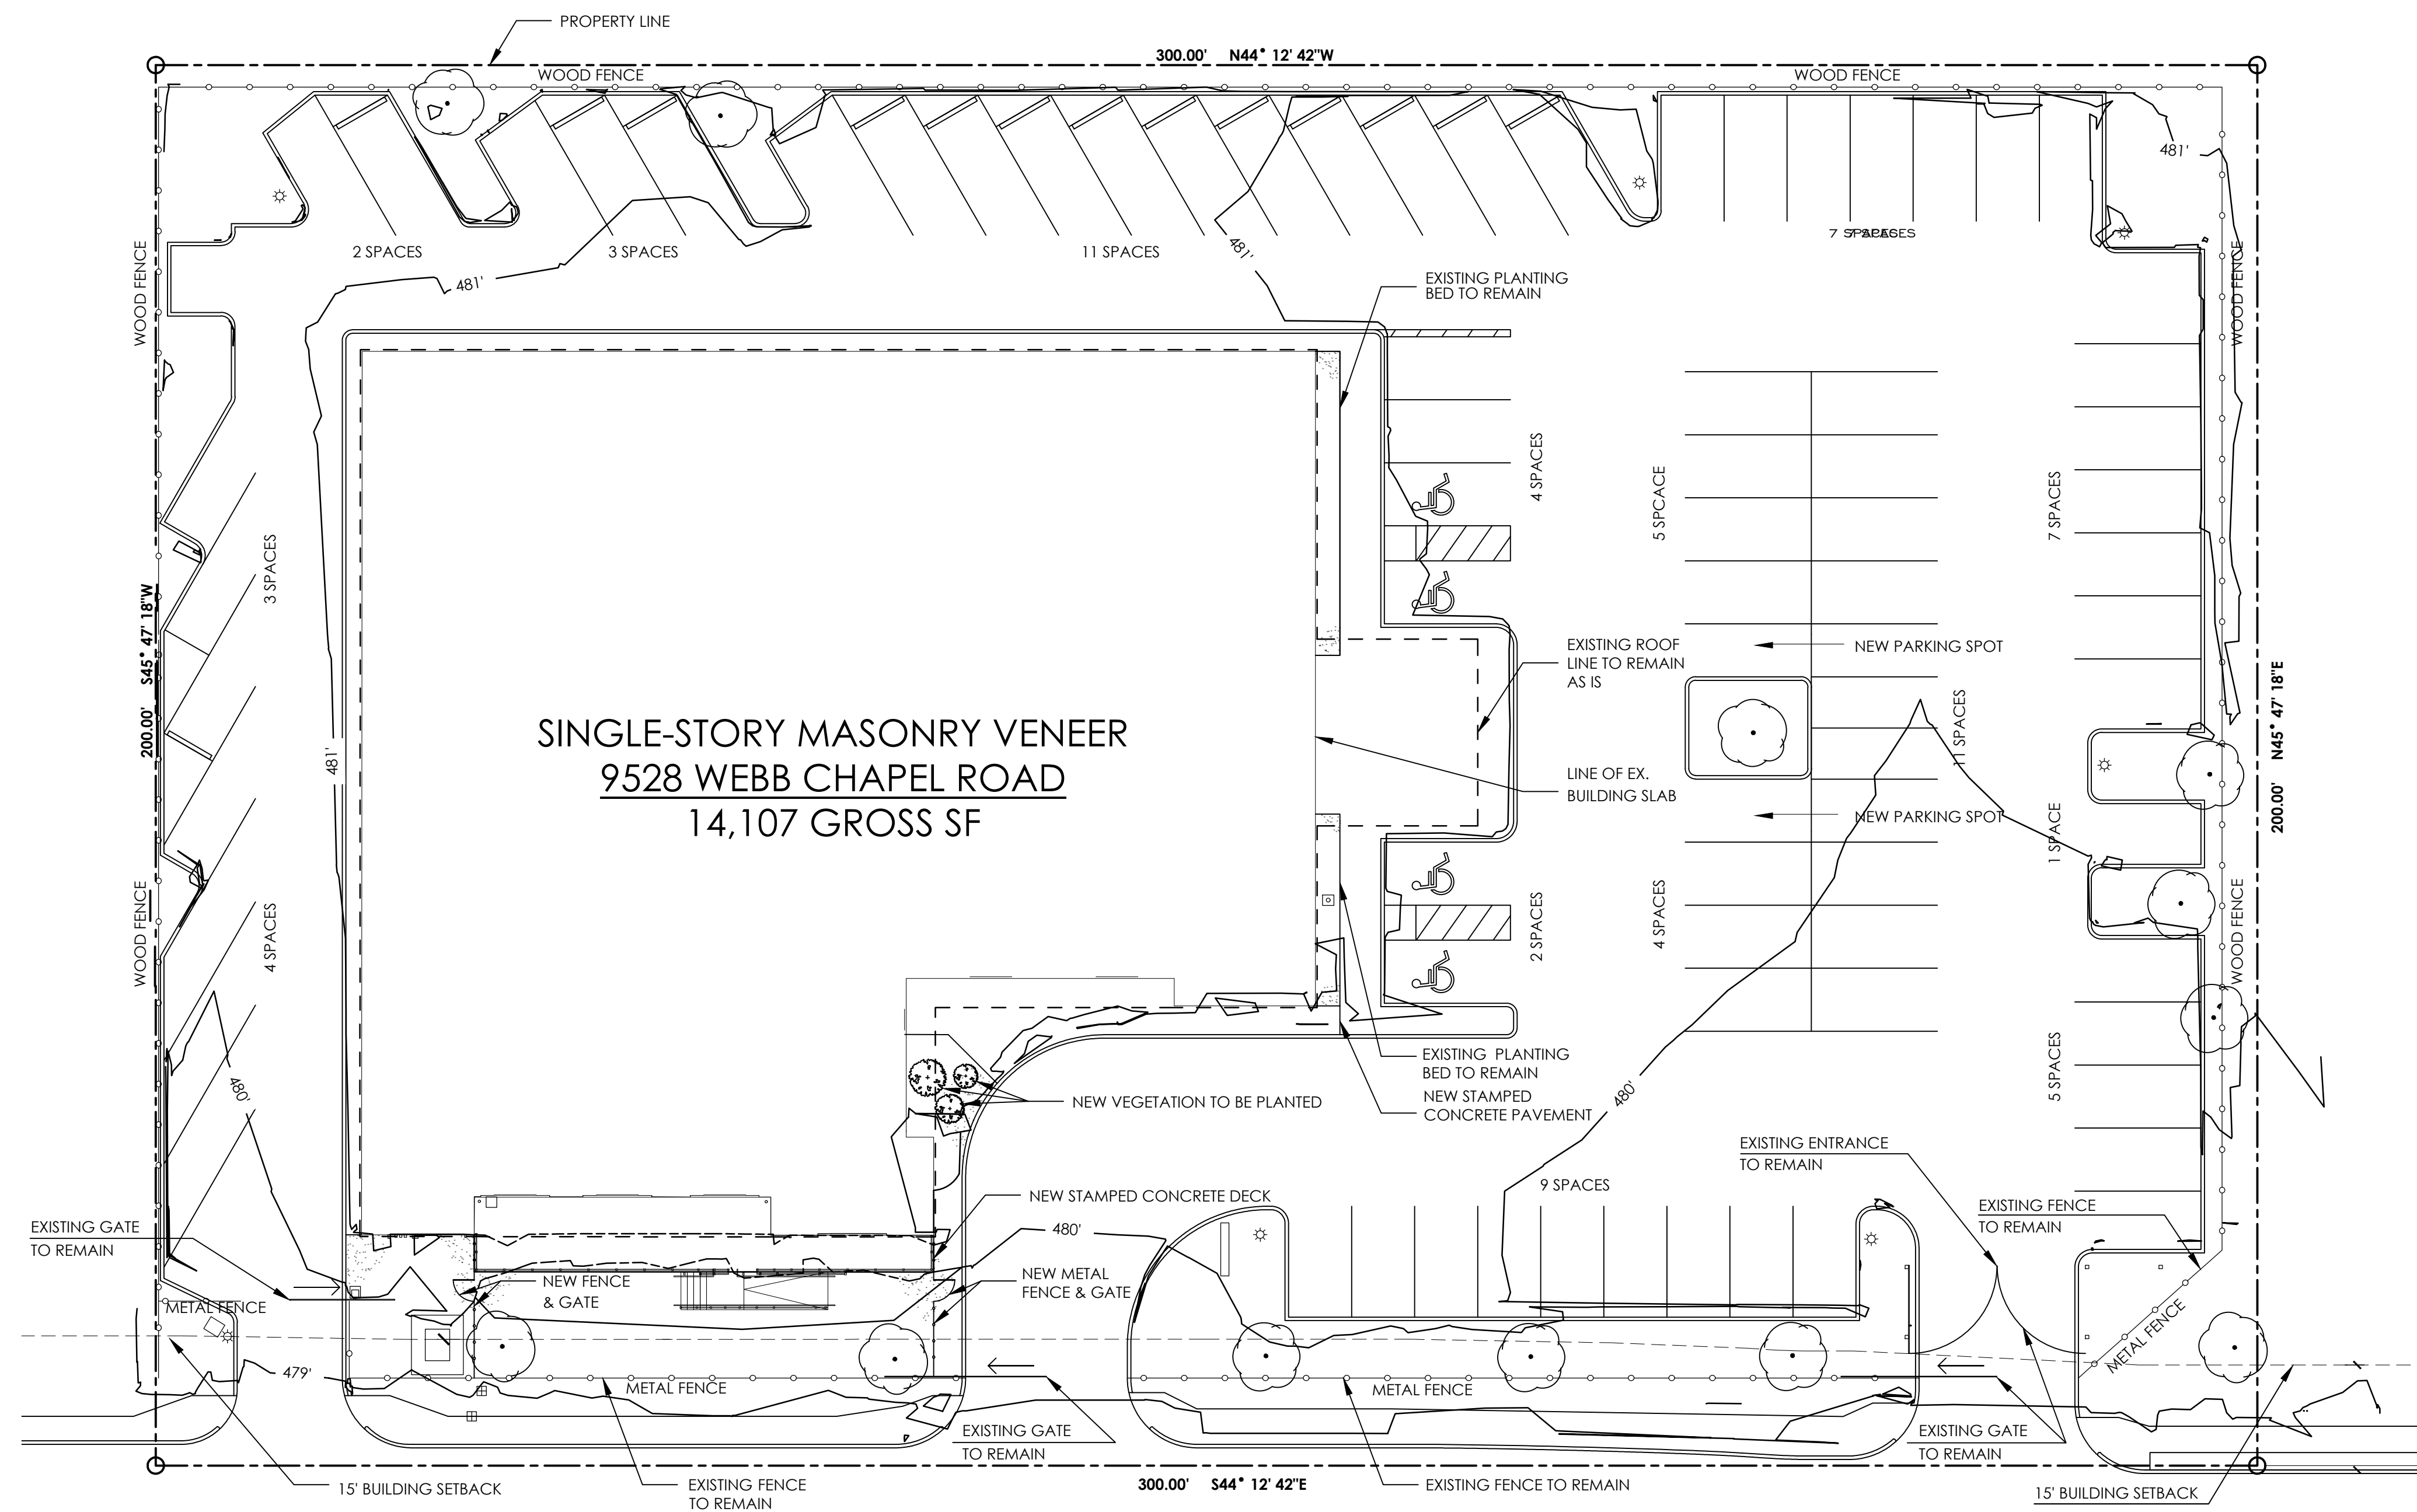 PROPERTY LINE
300.00' N44° 12' 42"W
WOOD FENCE
WOOD FENCE
481'
WOOD FENCE
2 SPACES
3 SPACES
11 SPACES
481'
7 SPACES
7 SPACES
WOOD FENCE
481'
EXISTING PLANTING
BED TO REMAIN
4 SPACES
5 SPCACE
7 SPACES
3 SPACES
200.00' S45° 47' 18"W
481'
EXISTING ROOF
LINE TO REMAIN
AS IS
NEW PARKING SPOT
SINGLE-STORY MASONRY VENEER
9528 WEBB CHAPEL ROAD
14,107 GROSS SF
LINE OF EX.
BUILDING SLAB
11 SPACES
NEW PARKING SPOT
1 SPACE
200.00' N45° 47' 18"E
WOOD FENCE
4 SPACES
2 SPACES
4 SPACES
WOOD FENCE
480'
EXISTING PLANTING
BED TO REMAIN
NEW STAMPED
CONCRETE PAVEMENT
NEW VEGETATION TO BE PLANTED
480'
5 SPACES
EXISTING ENTRANCE
TO REMAIN
9 SPACES
NEW STAMPED CONCRETE DECK
EXISTING FENCE
TO REMAIN
EXISTING GATE
TO REMAIN
480'
NEW FENCE
& GATE
NEW METAL
FENCE & GATE
METAL FENCE
METAL FENCE
479'
METAL FENCE
METAL FENCE
EXISTING GATE
TO REMAIN
EXISTING GATE
TO REMAIN
15' BUILDING SETBACK
EXISTING FENCE
TO REMAIN
300.00' S44° 12' 42"E
EXISTING FENCE TO REMAIN
15' BUILDING SETBACK